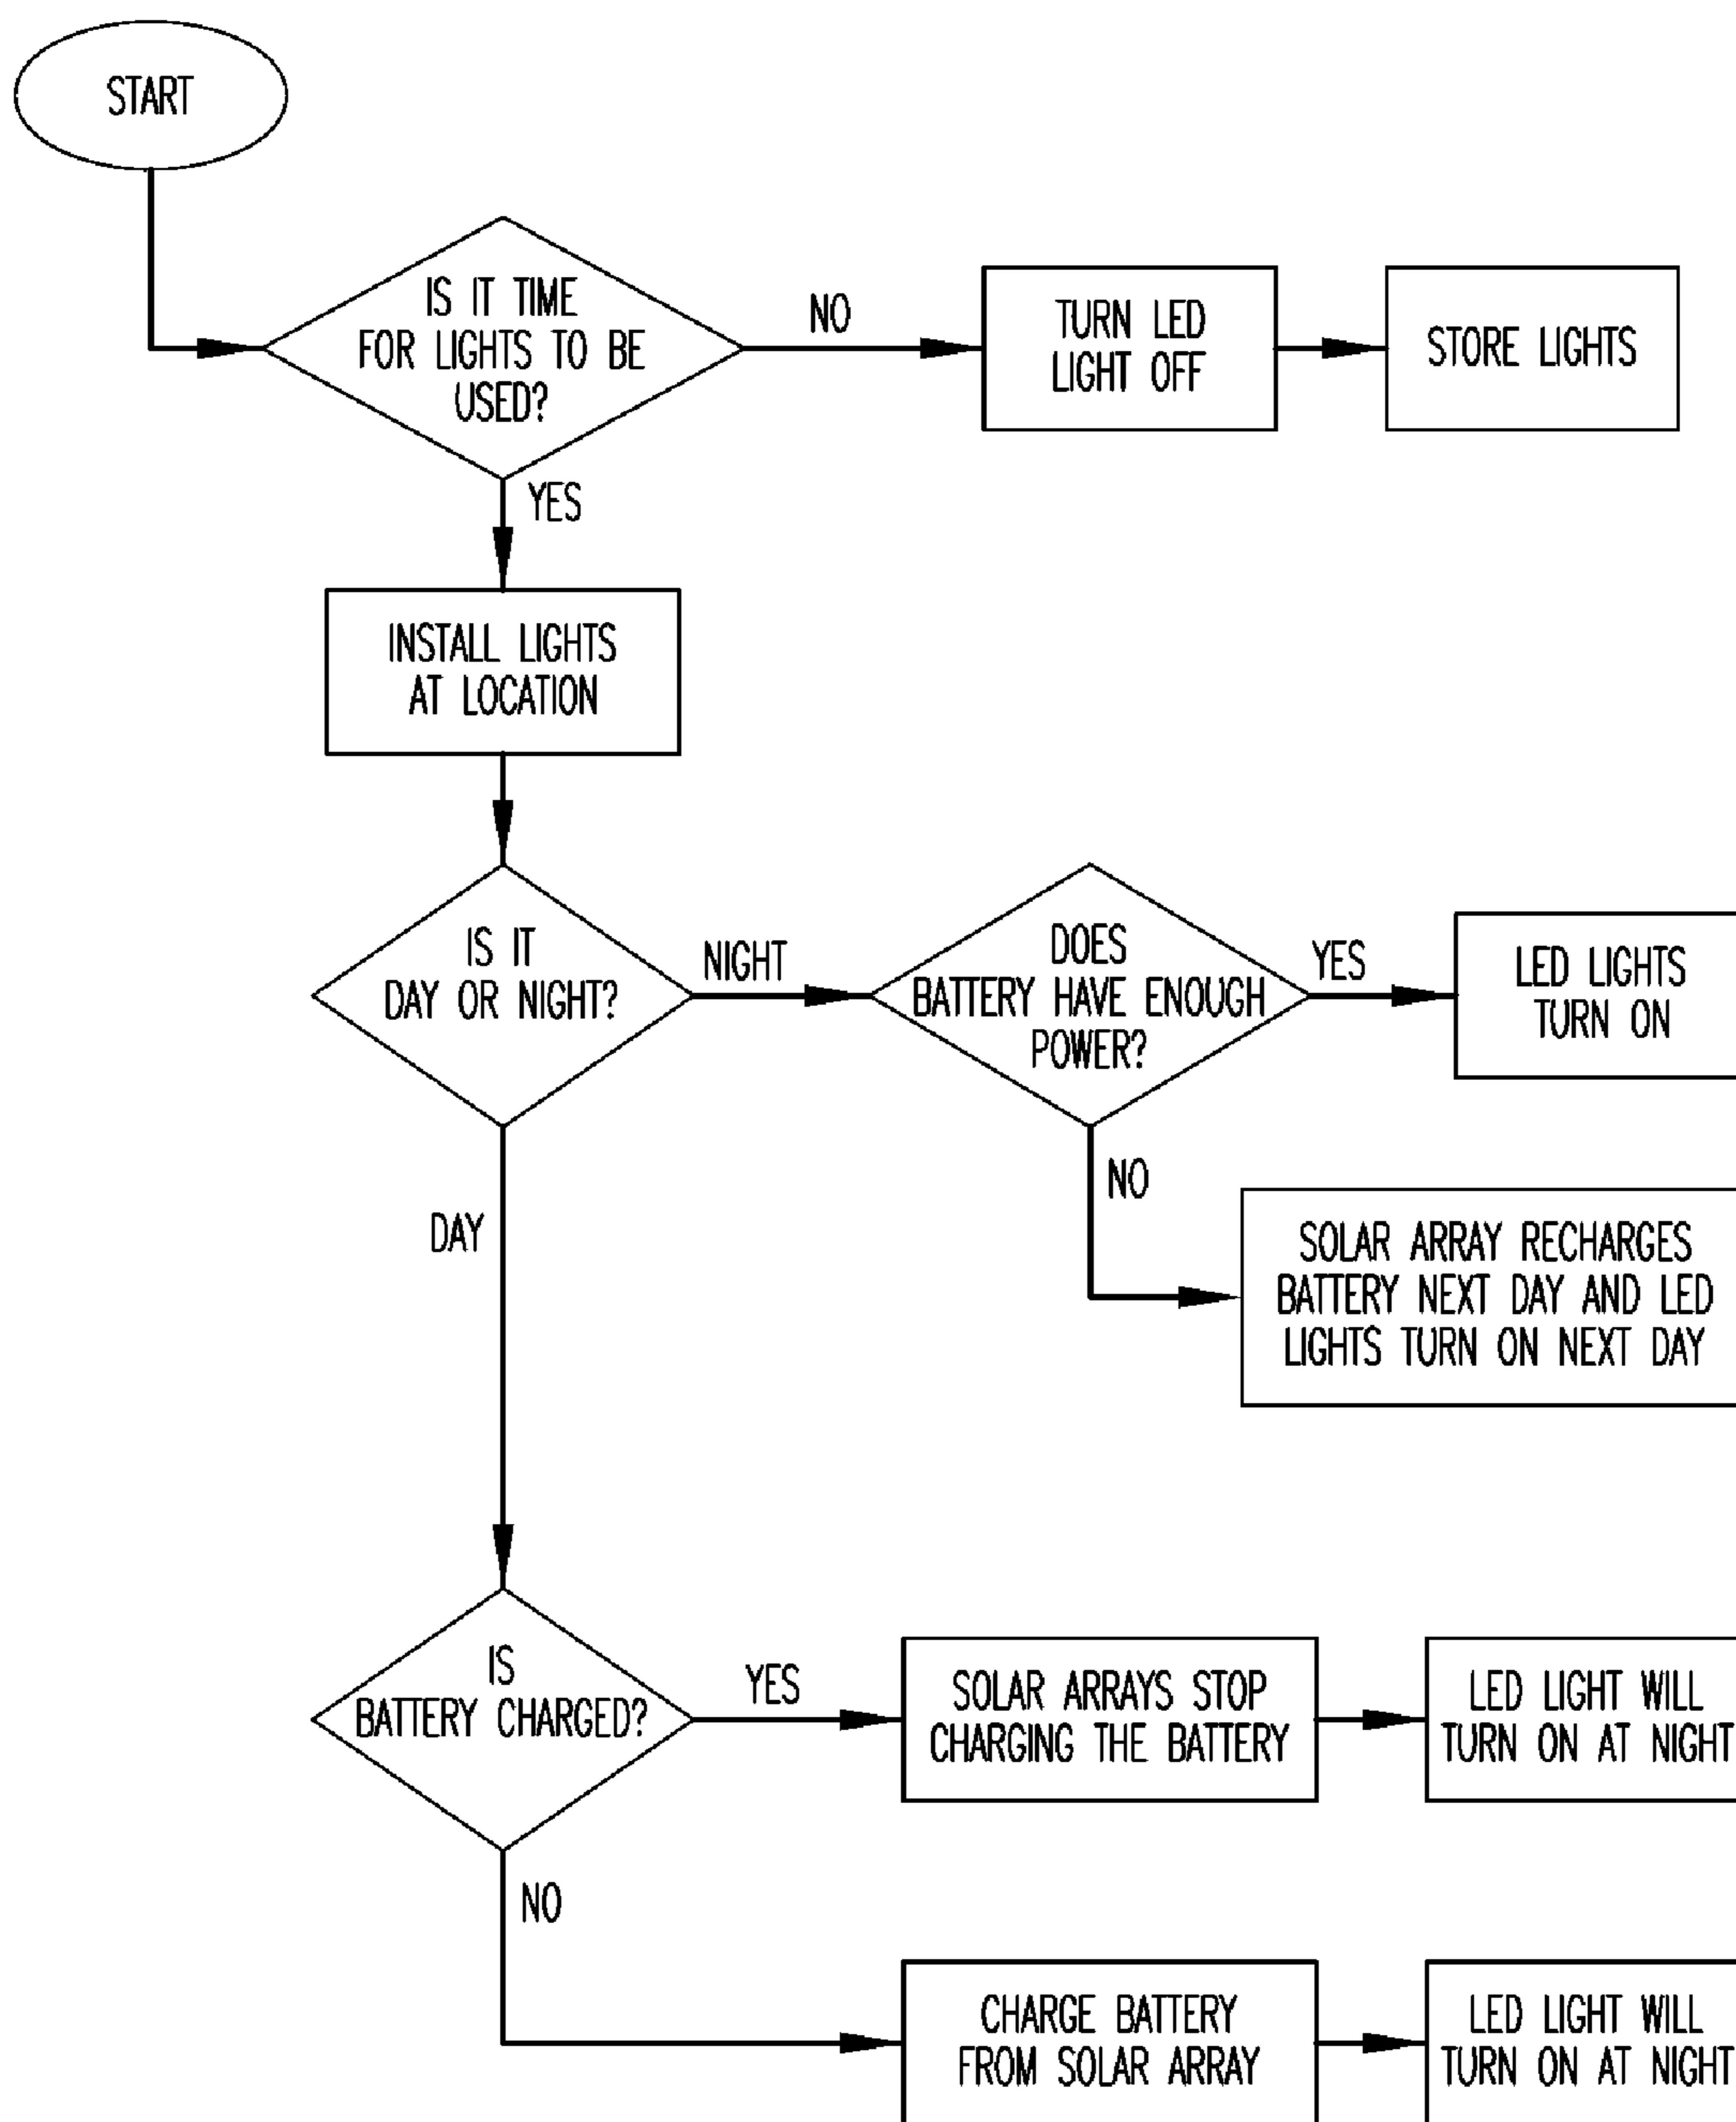 START
IS IT TIME
FOR LIGHTS TO BE
USED?
NO
TURN LED
LIGHT OFF
STORE LIGHTS
YES
INSTALL LIGHTS
AT LOCATION
IS IT
DAY OR NIGHT?
NIGHT
DOES
BATTERY HAVE ENOUGH
POWER?
YES
LED LIGHTS
TURN ON
NO
SOLAR ARRAY RECHARGES
BATTERY NEXT DAY AND LED
LIGHTS TURN ON NEXT DAY
DAY
IS
BATTERY CHARGED?
YES
SOLAR ARRAYS STOP
CHARGING THE BATTERY
LED LIGHT WILL
TURN ON AT NIGHT
NO
CHARGE BATTERY
FROM SOLAR ARRAY
LED LIGHT WILL
TURN ON AT NIGHT